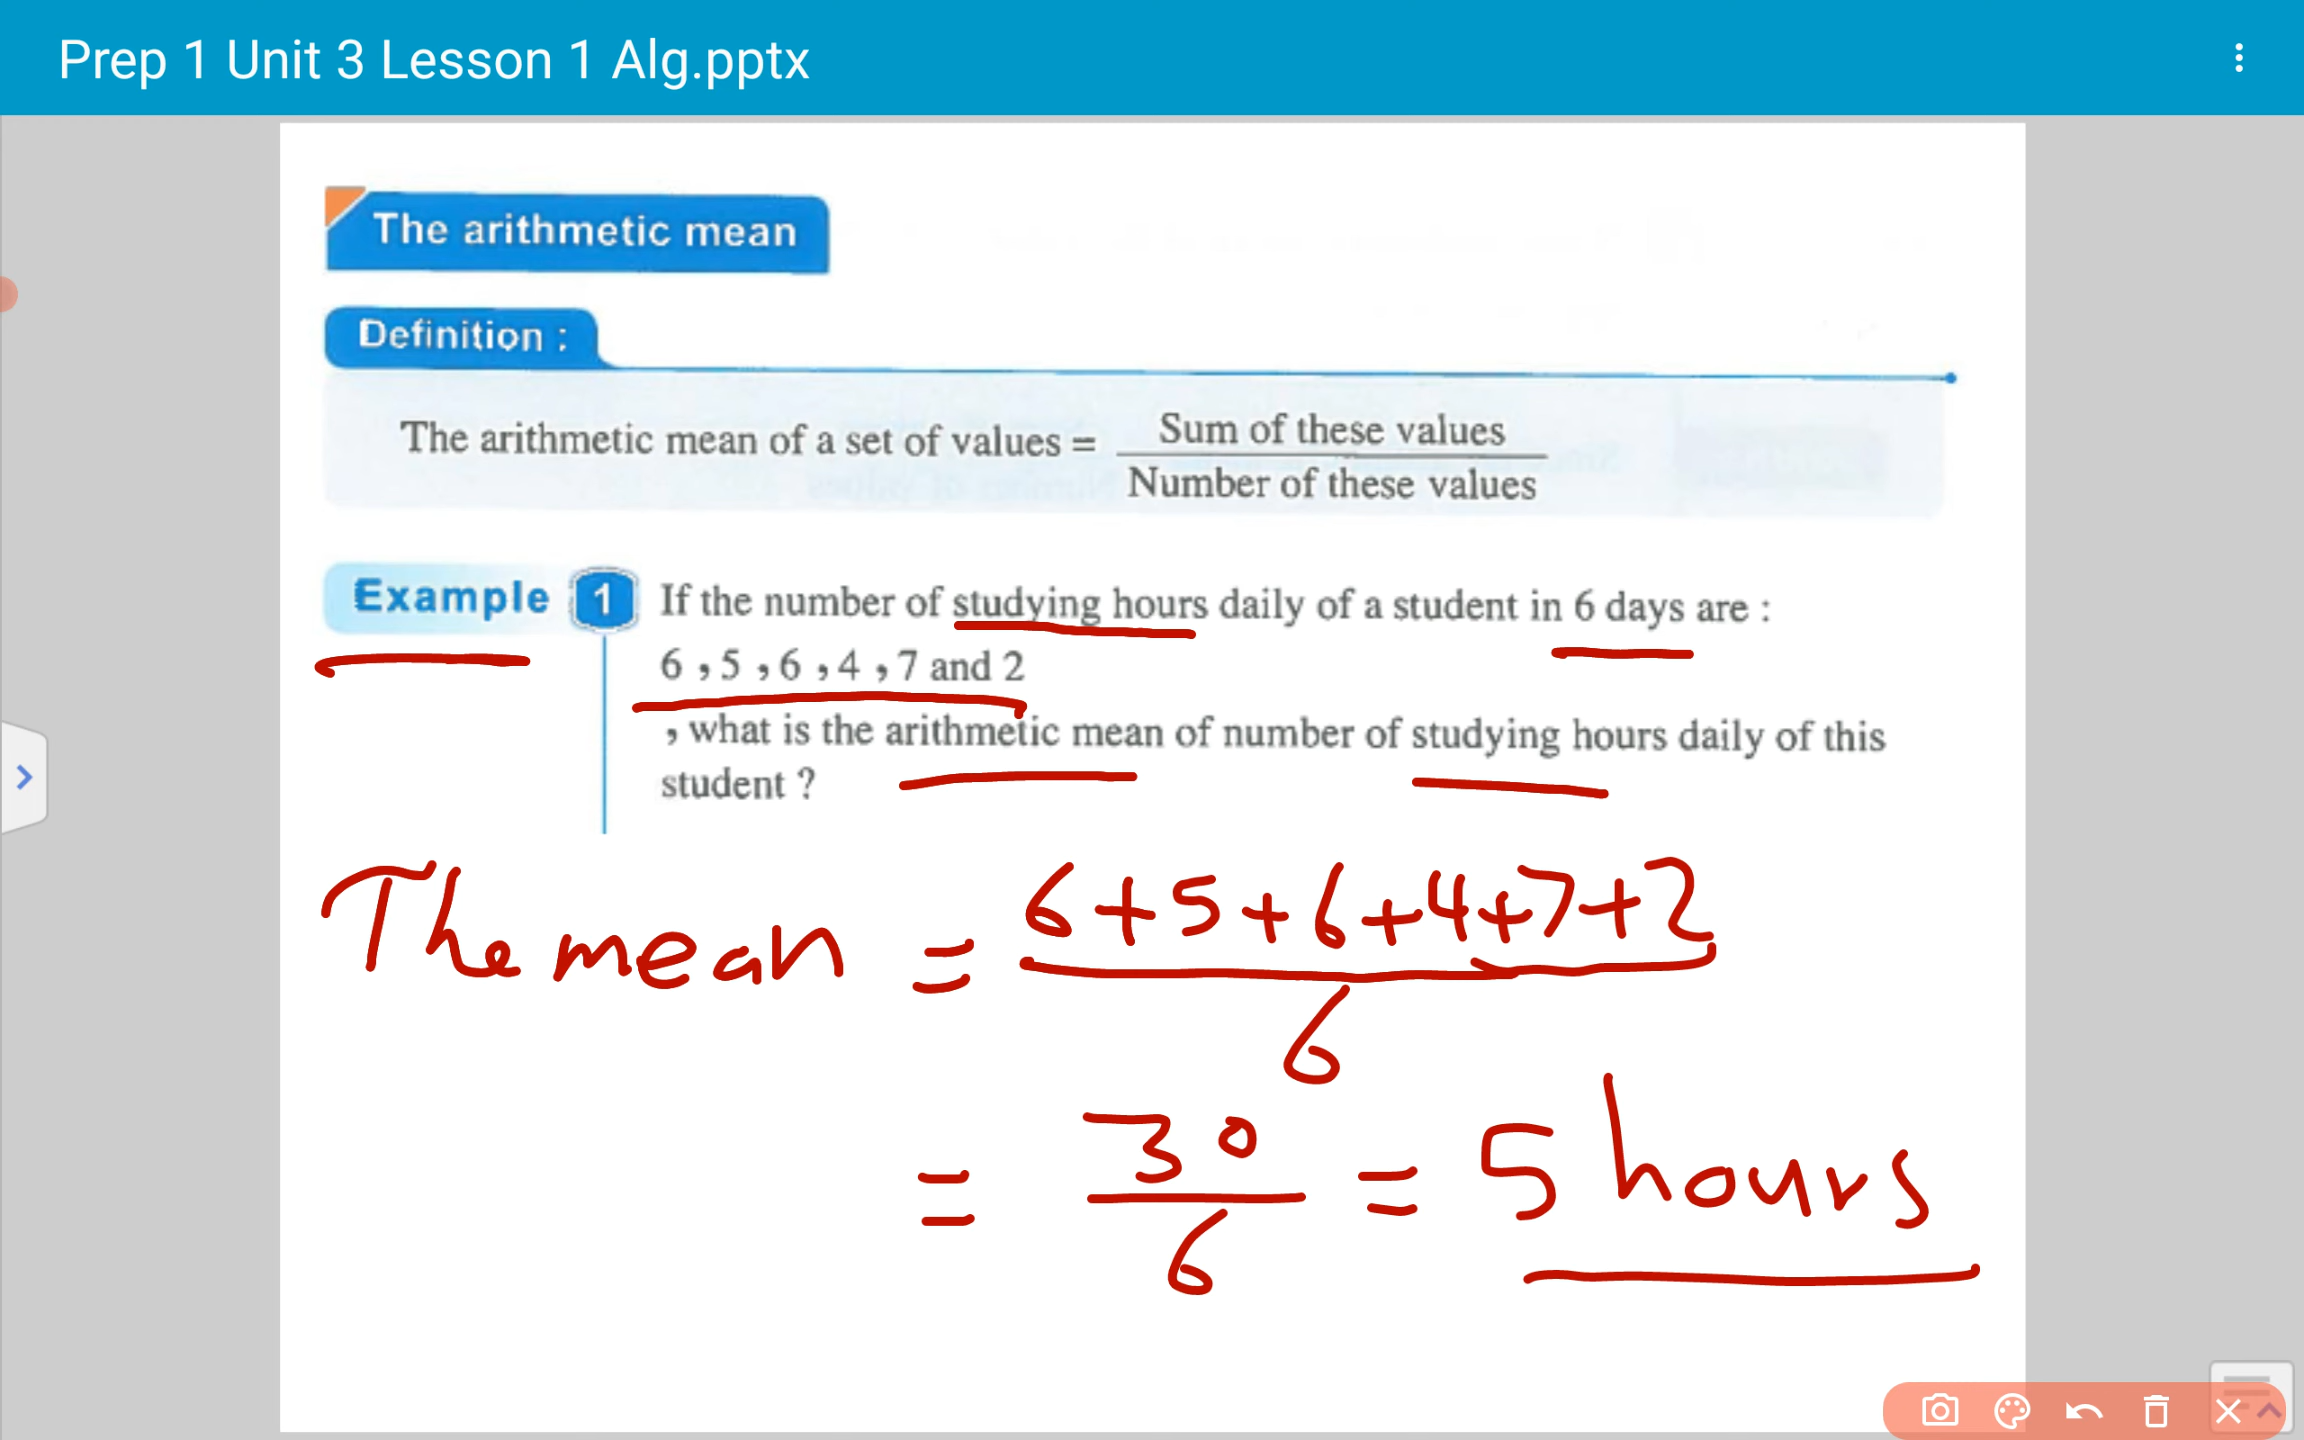 Prep 1 Unit 3 Lesson 1 Alg.pptx
The arithmetic mean
Definition :
The arithmetic mean of a set of values = Sum of these values
Number of these values
Example 1 If the number of studying hours daily of a student in 6 days are :
6 , 5 , 6 , 4 , 7 and 2
, what is the arithmetic mean of number of studying hours daily of this
student ?
The mean = 6+5+6+4+7+2
6
= 30 = 5 hours
6